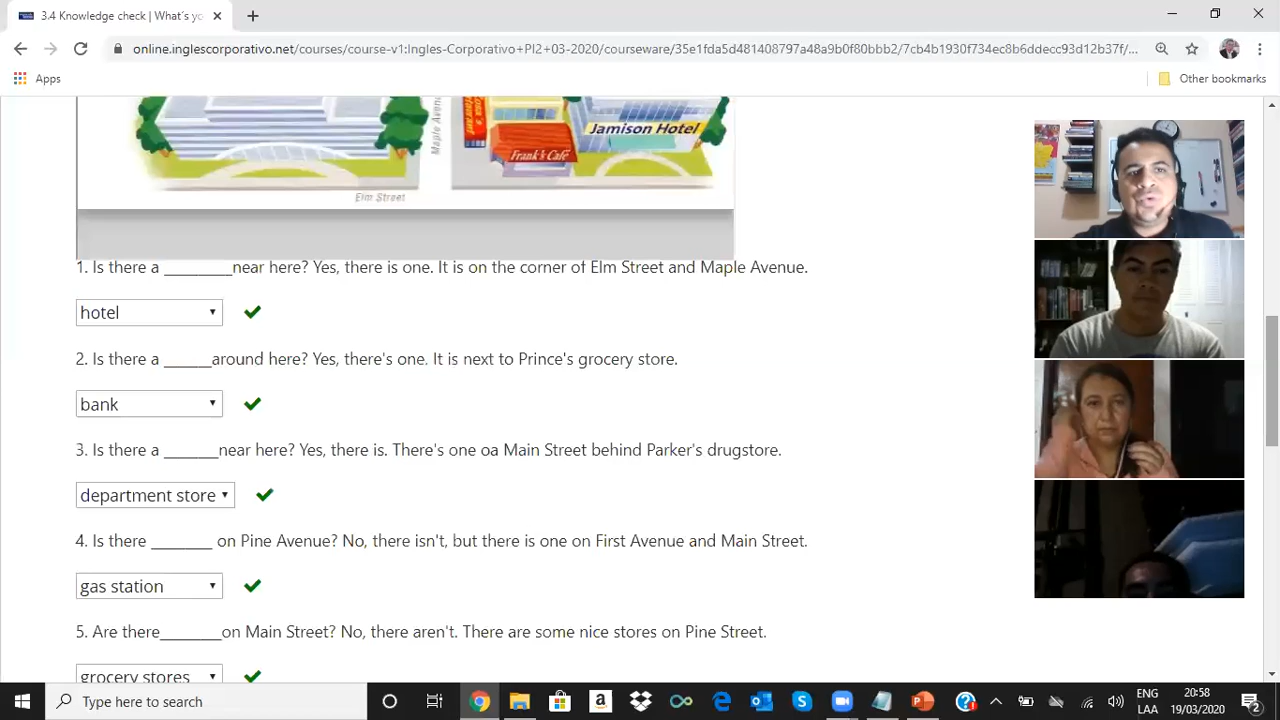 3.4 Knowledge check | What´s yo
online.inglescorporativo.net/courses/course-v1:Ingles-Corporativo+PI2+03-2020/courseware/35e1fda5d481408797a48a9b0f80bbb2/7cb4b1930f734ec8b6ddecc93d12b37f/...
Apps
Other bookmarks
Maple Avenu
Jamison Hotel
Frank's Café
Elm Street
1. Is there a _________near here? Yes, there is one. It is on the corner of Elm Street and Maple Avenue.
hotel
2. Is there a ______around here? Yes, there's one. It is next to Prince's grocery store.
bank
3. Is there a _______near here? Yes, there is. There's one oa Main Street behind Parker's drugstore.
department store
4. Is there ________ on Pine Avenue? No, there isn't, but there is one on First Avenue and Main Street.
gas station
5. Are there________on Main Street? No, there aren't. There are some nice stores on Pine Street.
grocery stores
Type here to search
ENG
LAA
20:58
19/03/2020
2